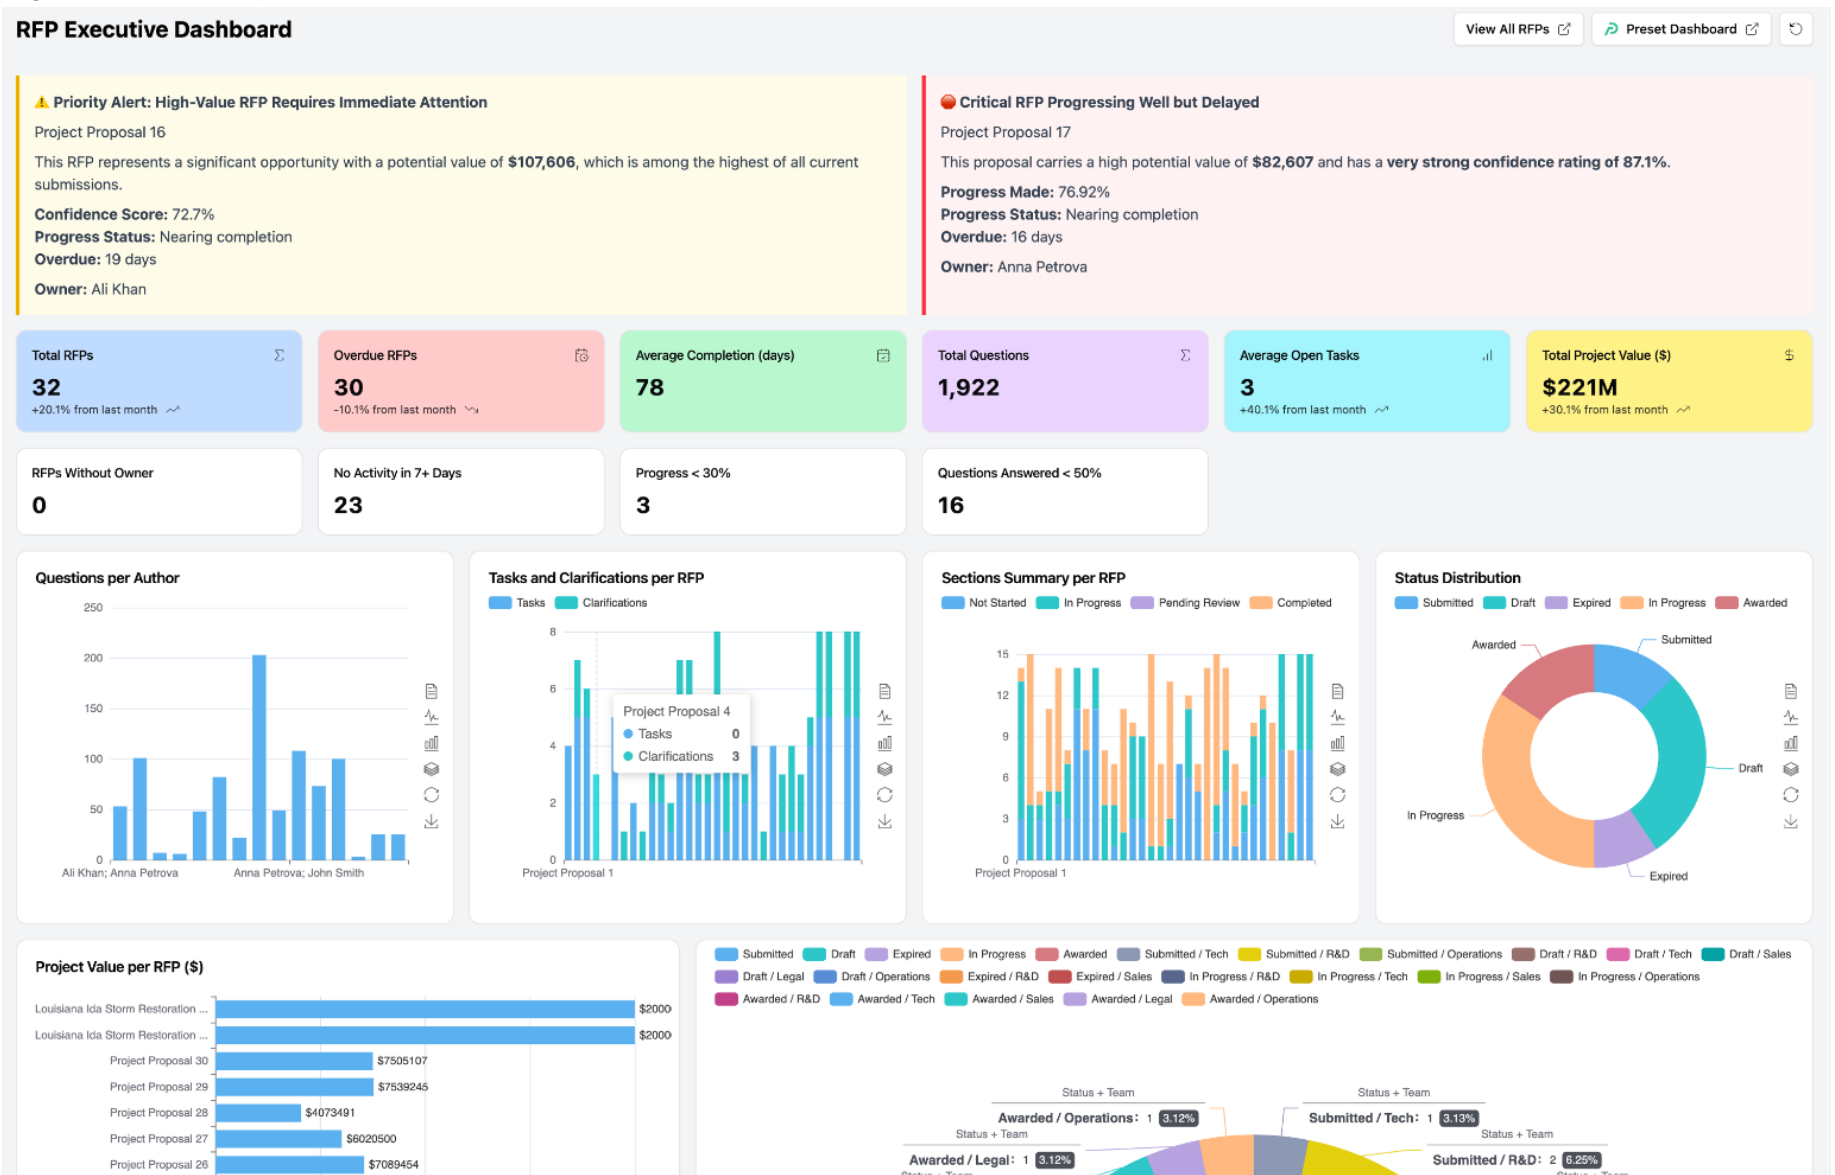 RFP Executive Dashboard
View All RFPs
Preset Dashboard
Priority Alert: High-Value RFP Requires Immediate Attention
Project Proposal 16
This RFP represents a significant opportunity with a potential value of $107,606, which is among the highest of all current
submissions.
Confidence Score: 72.7%
Progress Status: Nearing completion
Overdue: 19 days
Owner: Ali Khan
Critical RFP Progressing Well but Delayed
Project Proposal 17
This proposal carries a high potential value of $82,607 and has a very strong confidence rating of 87.1%.
Progress Made: 76.92%
Progress Status: Nearing completion
Overdue: 16 days
Owner: Anna Petrova
Total RFPs
32
+20.1% from last month
Overdue RFPs
30
-10.1% from last month
Average Completion (days)
78
Total Questions
1,922
Average Open Tasks
3
+40.1% from last month
Total Project Value ($)
$221M
+30.1% from last month
RFPs Without Owner
0
No Activity in 7+ Days
23
Progress < 30%
3
Questions Answered < 50%
16
Questions per Author
250
200
150
100
50
0
Ali Khan; Anna Petrova
Anna Petrova; John Smith
Tasks and Clarifications per RFP
Tasks
Clarifications
8
6
4
2
0
Project Proposal 4
Tasks 0
Clarifications 3
Project Proposal 1
Sections Summary per RFP
Not Started
In Progress
Pending Review
Completed
15
12
9
6
3
0
Project Proposal 1
Status Distribution
Submitted
Draft
Expired
In Progress
Awarded
Awarded
Submitted
Draft
In Progress
Expired
Project Value per RFP ($)
Louisiana Ida Storm Restoration ...
$2000
Louisiana Ida Storm Restoration ...
$2000
Project Proposal 30
$7505107
Project Proposal 29
$7539245
Project Proposal 28
$4073491
Project Proposal 27
$6020500
Project Proposal 26
$7089454
Submitted
Draft
Expired
In Progress
Awarded
Submitted / Tech
Submitted / R&D
Submitted / Operations
Draft / R&D
Draft / Tech
Draft / Sales
Draft / Legal
Draft / Operations
Expired / R&D
Expired / Sales
In Progress / R&D
In Progress / Tech
In Progress / Sales
In Progress / Operations
Awarded / R&D
Awarded / Tech
Awarded / Sales
Awarded / Legal
Awarded / Operations
Status + Team
Awarded / Operations: 1 3.12%
Status + Team
Submitted / Tech: 1 3.13%
Status + Team
Awarded / Legal: 1 3.12%
Status + Team
Submitted / R&D: 2 6.25%